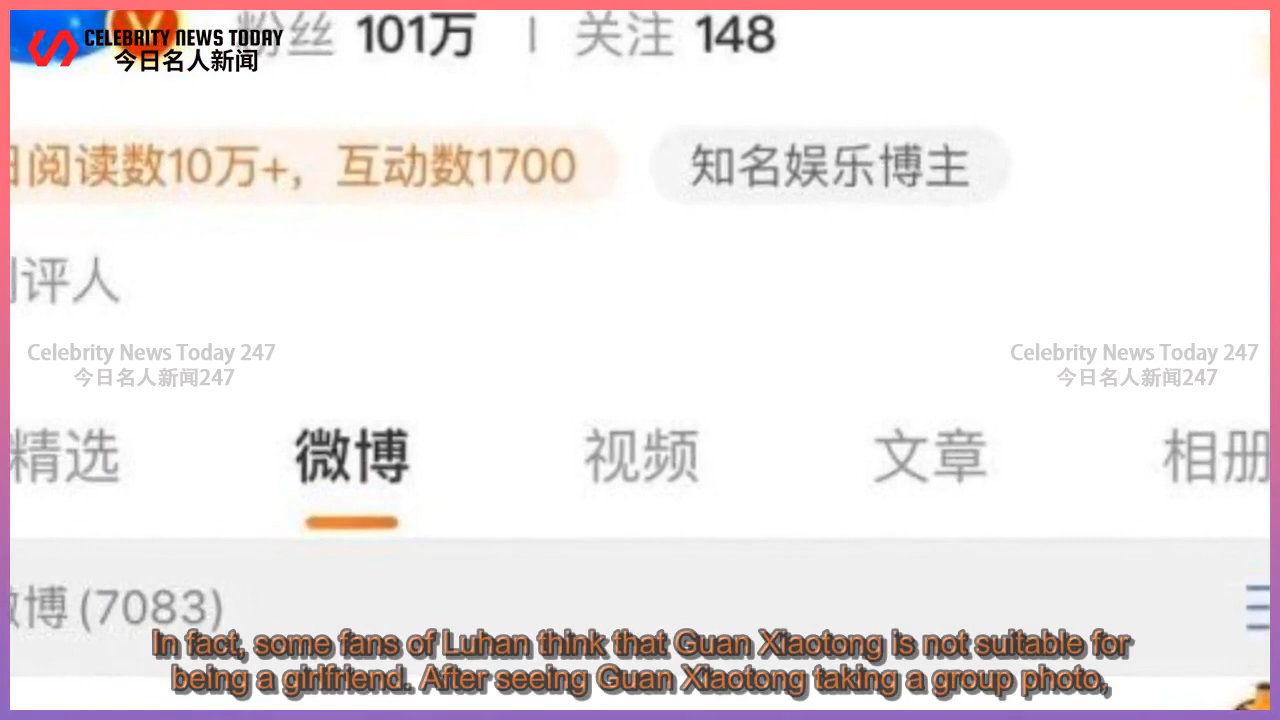 CELEBRITY NEWS TODAY
今日名人新闻
粉丝 101万 | 关注 148
日阅读数10万+，互动数1700
知名娱乐博主
评人
Celebrity News Today 247
今日名人新闻247
Celebrity News Today 247
今日名人新闻247
精选 微博 视频 文章 相册
微博 (7083)
In fact, some fans of Luhan think that Guan Xiaotong is not suitable for
being a girlfriend. After seeing Guan Xiaotong taking a group photo,